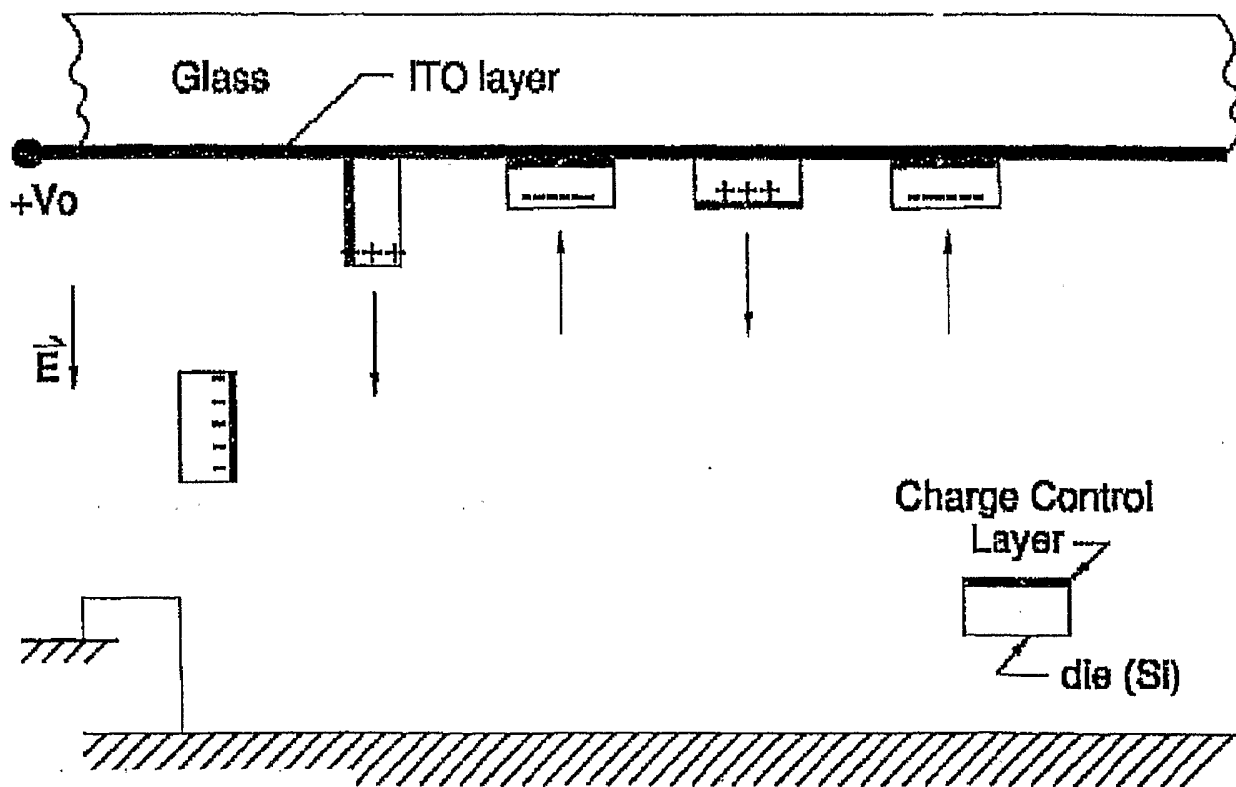 Glass
ITO layer
+Vo
E
Charge Control
Layer
die (Si)